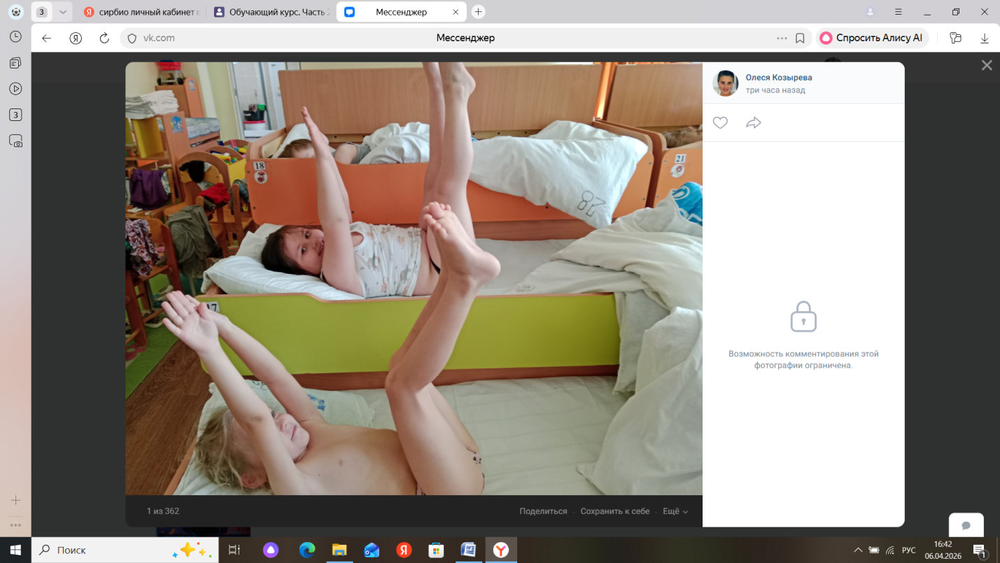 3
сирбио личный кабинет в
Обучающий курс. Часть 2
Мессенджер
vk.com
Мессенджер
Спросить Алису AI
3
Олеся Козырева
три часа назад
18
21
28
17
Возможность комментирования этой
фотографии ограничена.
1 из 362
Поделиться · Сохранить к себе · Ещё
Поиск
РУС
16:42
06.04.2026
1